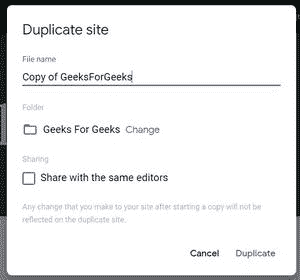 Duplicate site
File name
Copy of GeeksForGeeks
Folder
Geeks For Geeks Change
Sharing
Share with the same editors
Any change that you make to your site after starting a copy will not be
reflected on the duplicate site.
Cancel Duplicate